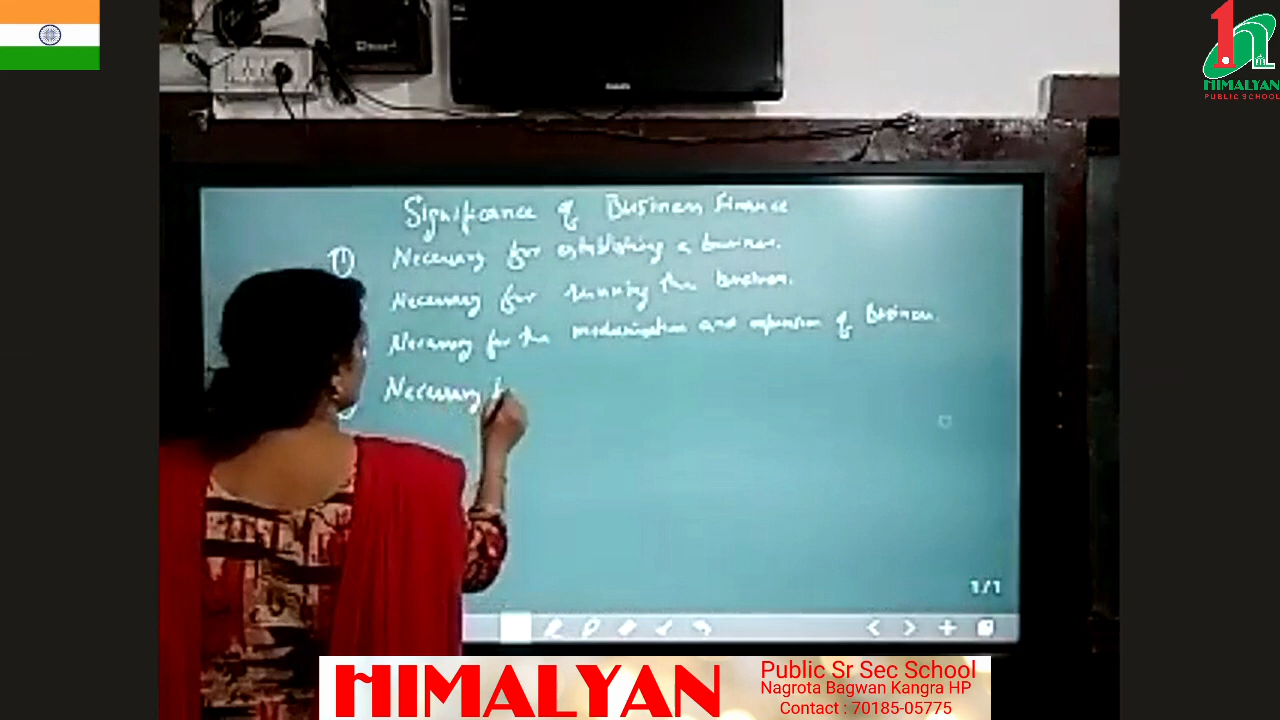 1
HIMALYAN
PUBLIC SCHOOL
PHILIPS
Significance of Business Finance
① Necessary for establishing a business.
Necessary for running the business.
Necessary for the modernisation and expansion of Business.
Necessary f
1/1
HIMALYAN
Public Sr Sec School
Nagrota Bagwan Kangra HP
Contact : 70185-05775